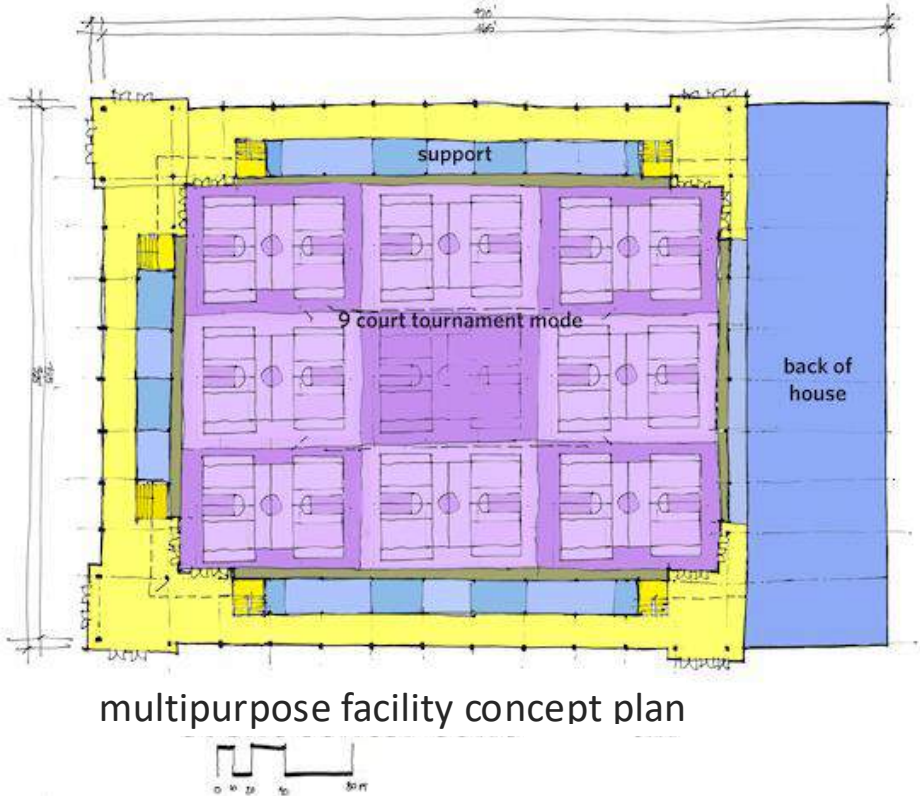 support
9 court tournament mode
back of
house
multipurpose facility concept plan